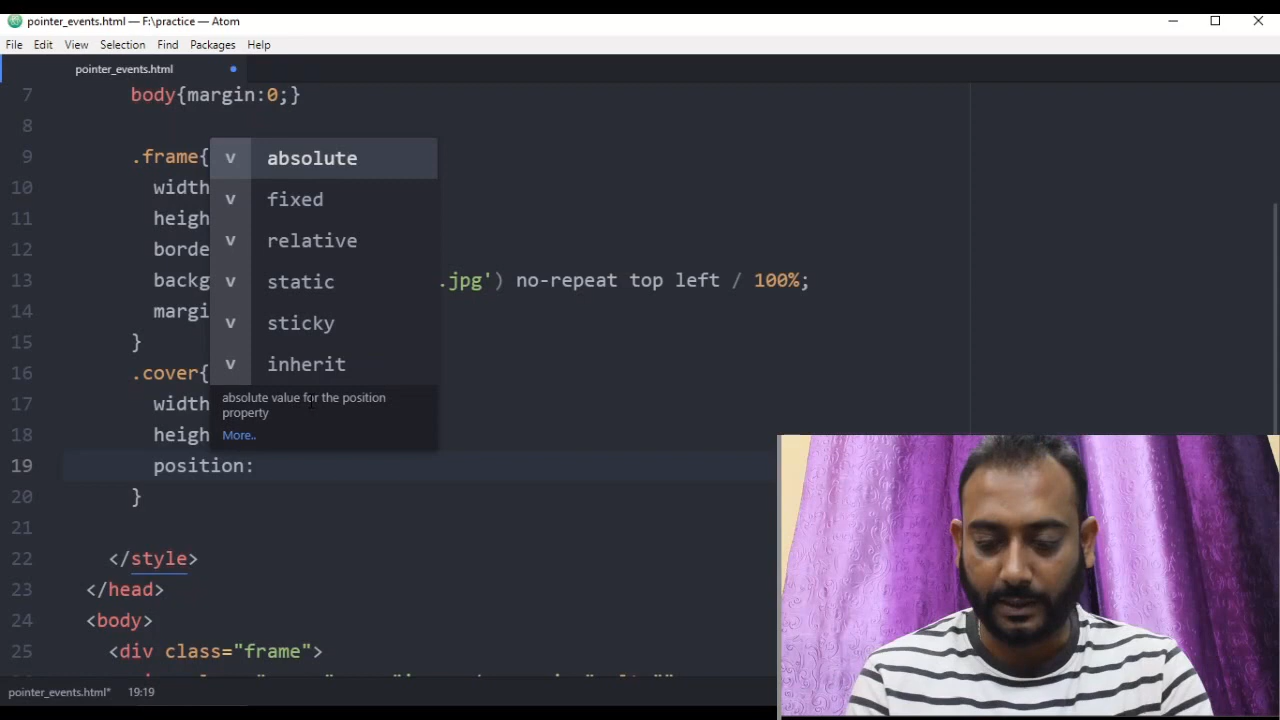 pointer_events.html — F:\practice — Atom
File Edit View Selection Find Packages Help
pointer_events.html
7 body{margin:0;}
8
9 .frame{
10 width
11 heigh
12 borde
13 backg .jpg') no-repeat top left / 100%;
14 margi
15 }
16 .cover{
17 width
18 heigh
19 position:
20 }
21
22 </style>
23 </head>
24 <body>
25 <div class="frame">
v absolute
v fixed
v relative
v static
v sticky
v inherit
absolute value for the position
property
More..
pointer_events.html* 19:19